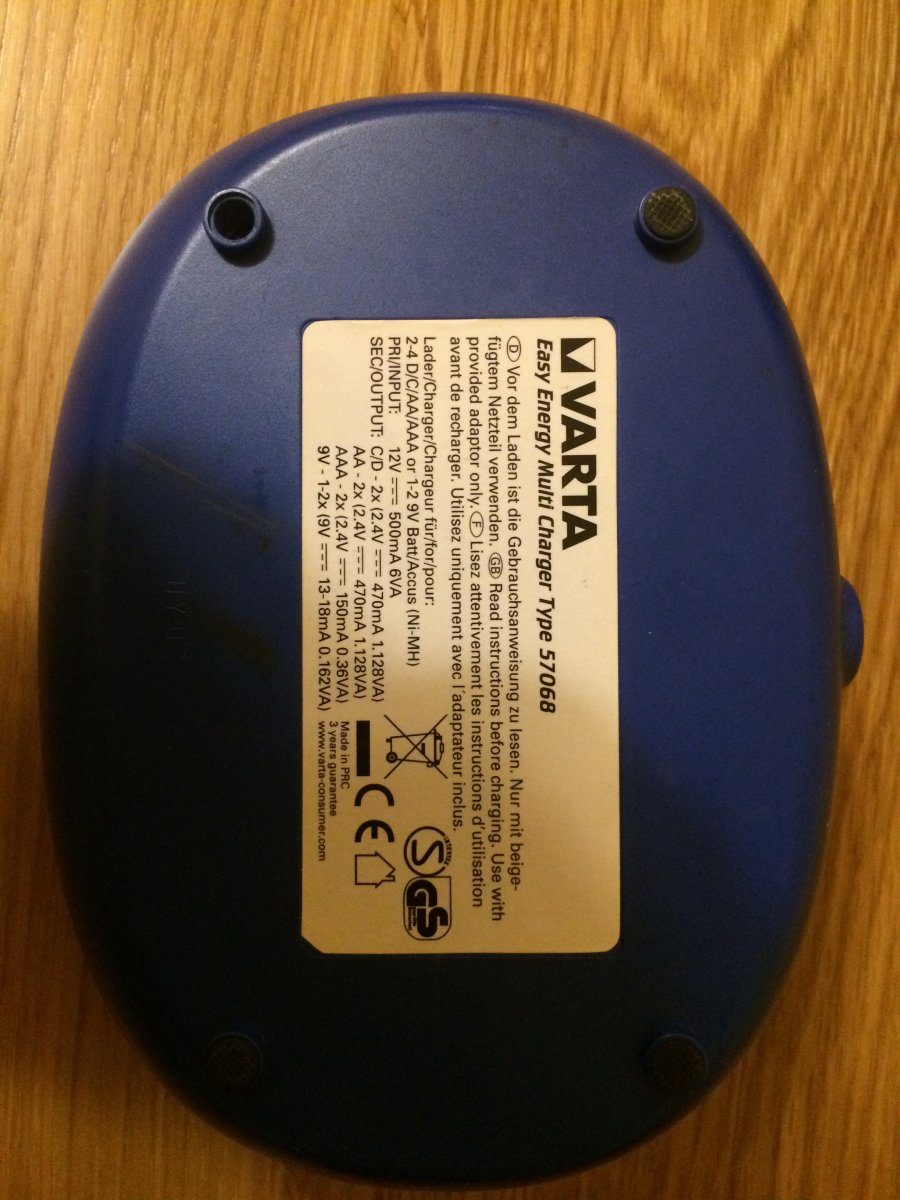 VARTA
Easy Energy Multi Charger Type 57068
D Vor dem Laden ist die Gebrauchsanweisung zu lesen. Nur mit beige-
fügtem Netzteil verwenden. GB Read instructions before charging. Use with
provided adaptor only. F Lisez attentivement les instructions d'utilisation
avant de recharger. Utilisez uniquement avec l'adaptateur inclus.
Lader/Charger/Chargeur für/for/pour:
2-4 D/C/AA/AAA or 1-2 9V Batt/Accus (Ni-MH)
PRI/INPUT: 12V ⎓ 500mA 6VA
SEC/OUTPUT: C/D - 2x (2.4V ⎓ 470mA 1.128VA)
AA - 2x (2.4V ⎓ 470mA 1.128VA)
AAA - 2x (2.4V ⎓ 150mA 0.36VA)
9V - 1-2x (9V ⎓ 13-18mA 0.162VA)
Made in PRC
3 years guarantee
www.varta-consumer.com
CE
S
GS